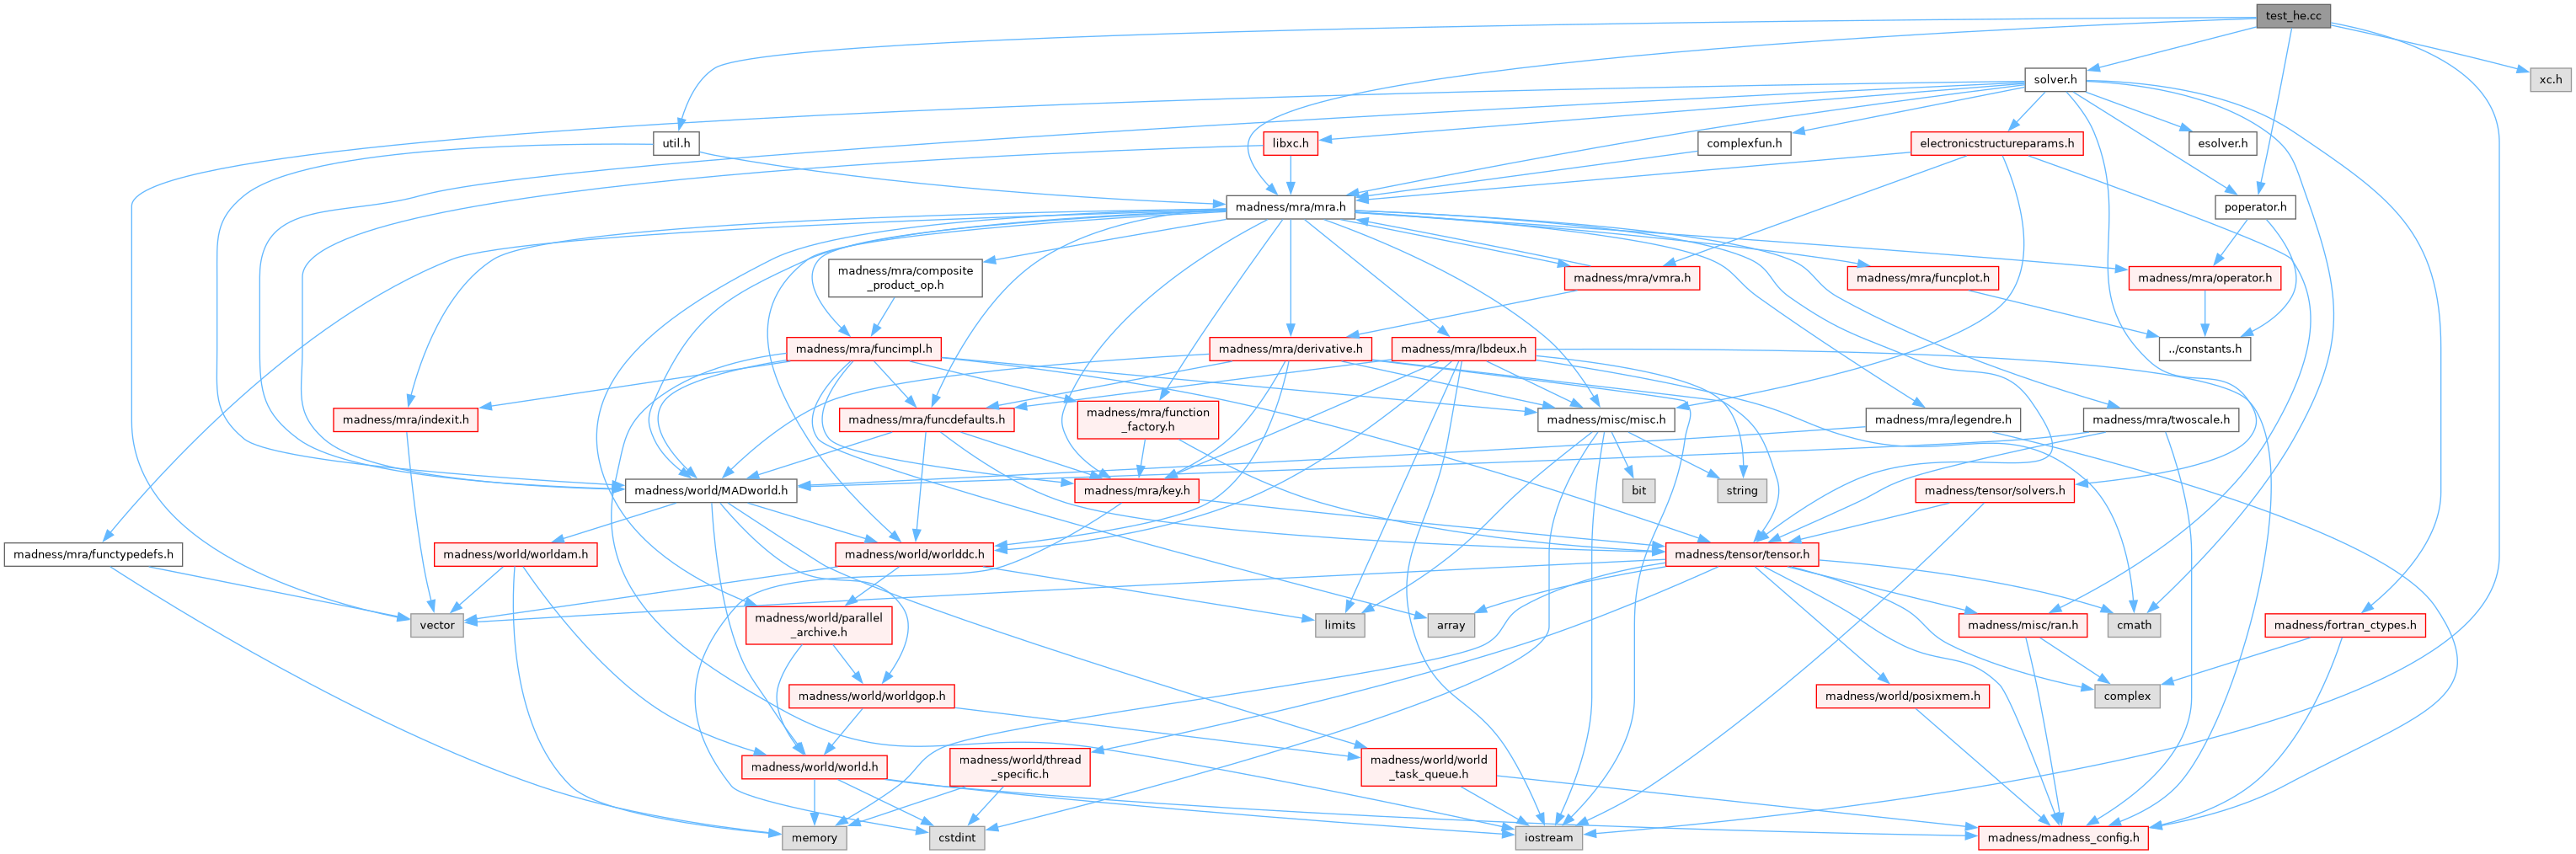 test_he.cc
solver.h
xc.h
util.h
libxc.h
complexfun.h
electronicstructureparams.h
esolver.h
madness/mra/mra.h
poperator.h
madness/mra/composite
_product_op.h
madness/mra/vmra.h
madness/mra/funcplot.h
madness/mra/operator.h
madness/mra/funcimpl.h
madness/mra/derivative.h
madness/mra/lbdeux.h
../constants.h
madness/mra/indexit.h
madness/mra/funcdefaults.h
madness/mra/function
_factory.h
madness/misc/misc.h
madness/mra/legendre.h
madness/mra/twoscale.h
madness/world/MADworld.h
madness/mra/key.h
bit
string
madness/tensor/solvers.h
madness/mra/functypedefs.h
madness/world/worldam.h
madness/world/worlddc.h
madness/tensor/tensor.h
vector
madness/world/parallel
_archive.h
limits
array
madness/misc/ran.h
cmath
madness/fortran_ctypes.h
madness/world/worldgop.h
madness/world/posixmem.h
complex
madness/world/world.h
madness/world/thread
_specific.h
madness/world/world
_task_queue.h
memory
cstdint
iostream
madness/madness_config.h